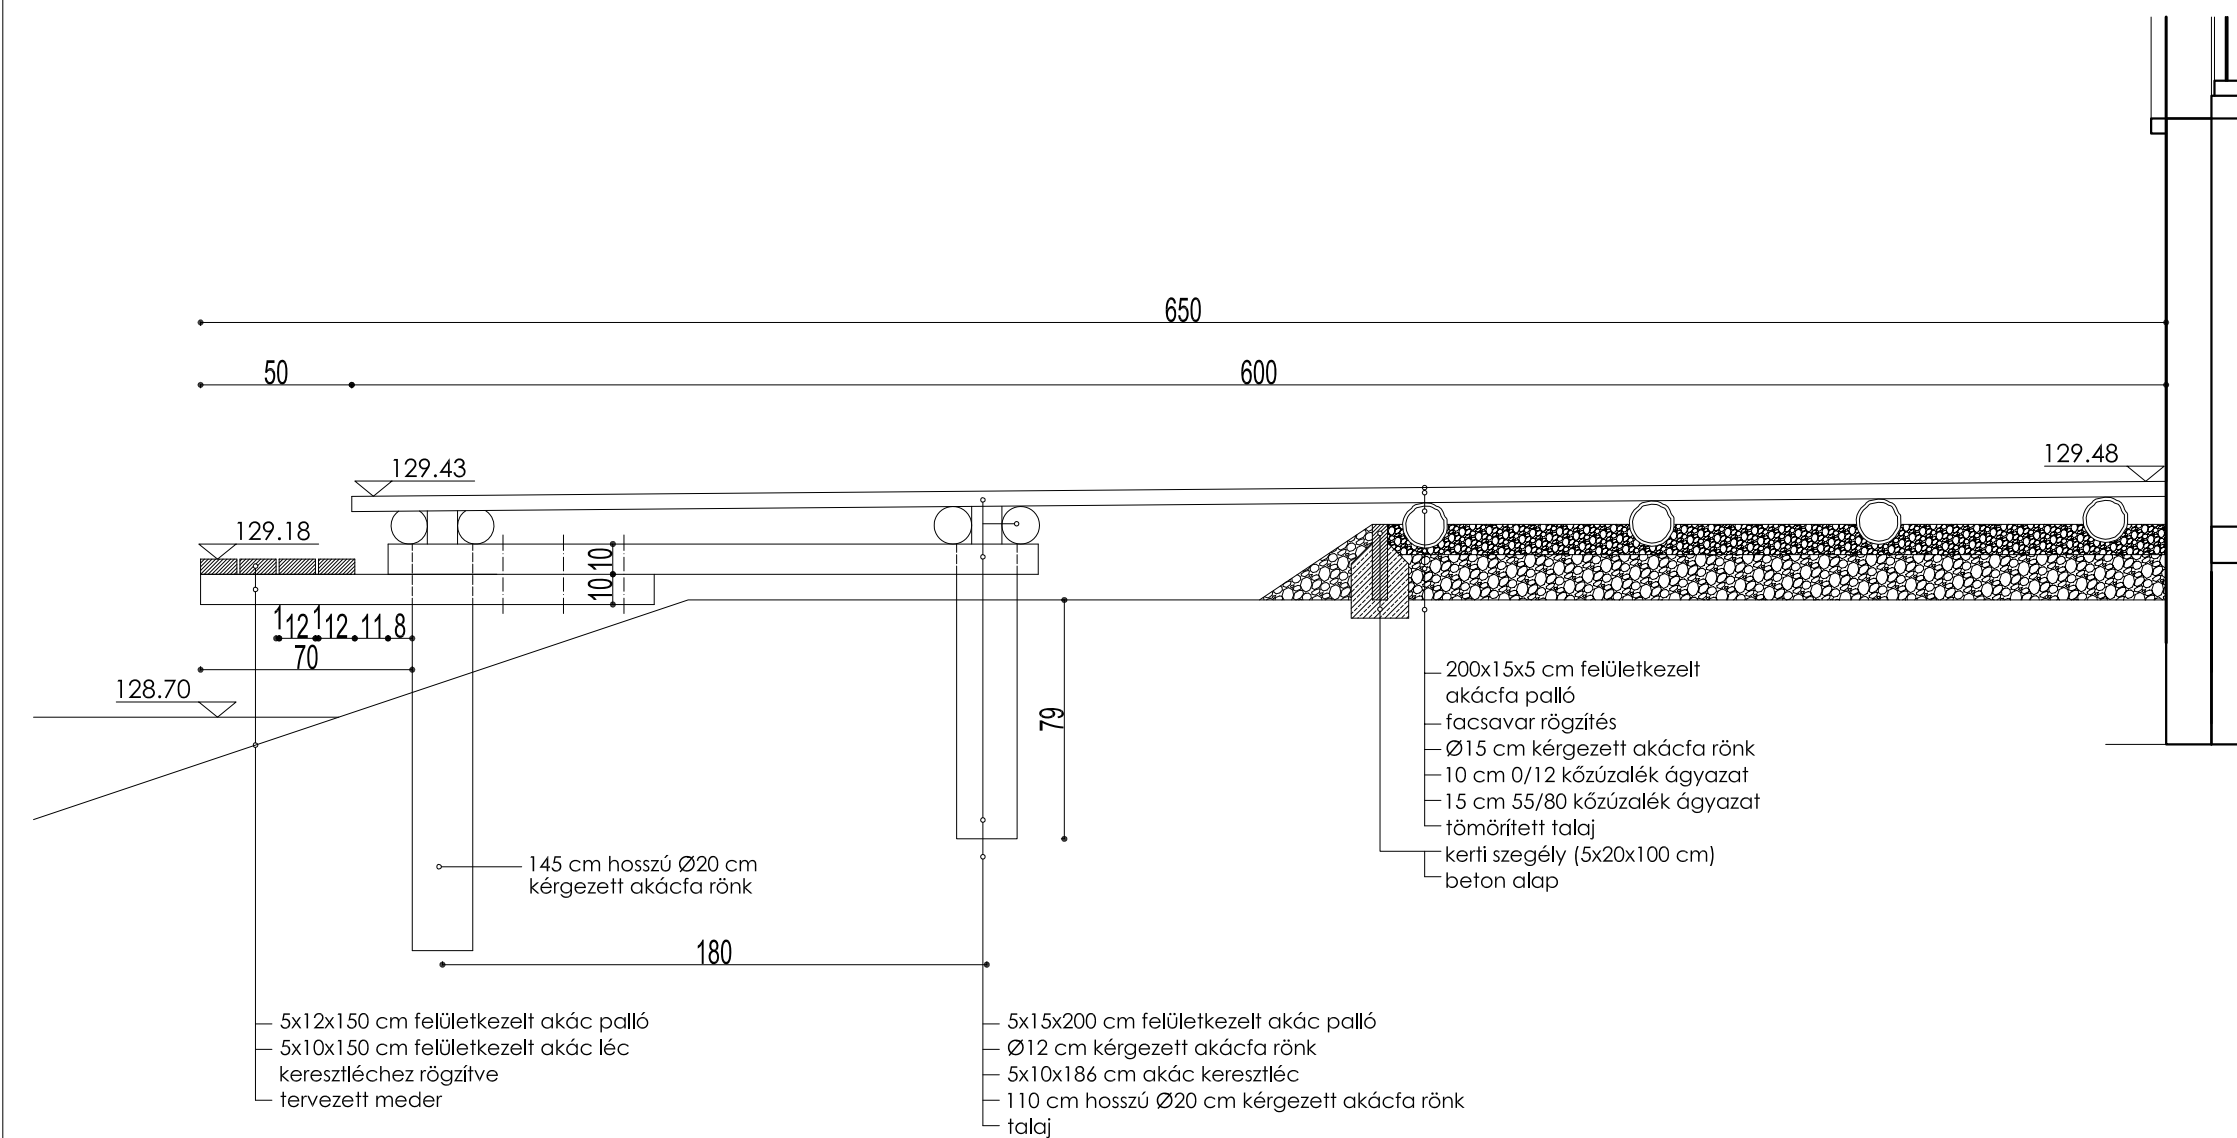 650
50
600
129.43
129.48
129.18
10
10
1
12
1
12
11
8
70
128.70
79
200x15x5 cm felületkezelt
akácfa palló
facsavar rögzítés
Ø15 cm kérgezett akácfa rönk
10 cm 0/12 kőzúzalék ágyazat
15 cm 55/80 kőzúzalék ágyazat
tömörített talaj
kerti szegély (5x20x100 cm)
beton alap
145 cm hosszú Ø20 cm
kérgezett akácfa rönk
180
5x12x150 cm felületkezelt akác palló
5x10x150 cm felületkezelt akác léc
keresztléchez rögzítve
tervezett meder
5x15x200 cm felületkezelt akác palló
Ø12 cm kérgezett akácfa rönk
5x10x186 cm akác keresztléc
110 cm hosszú Ø20 cm kérgezett akácfa rönk
talaj